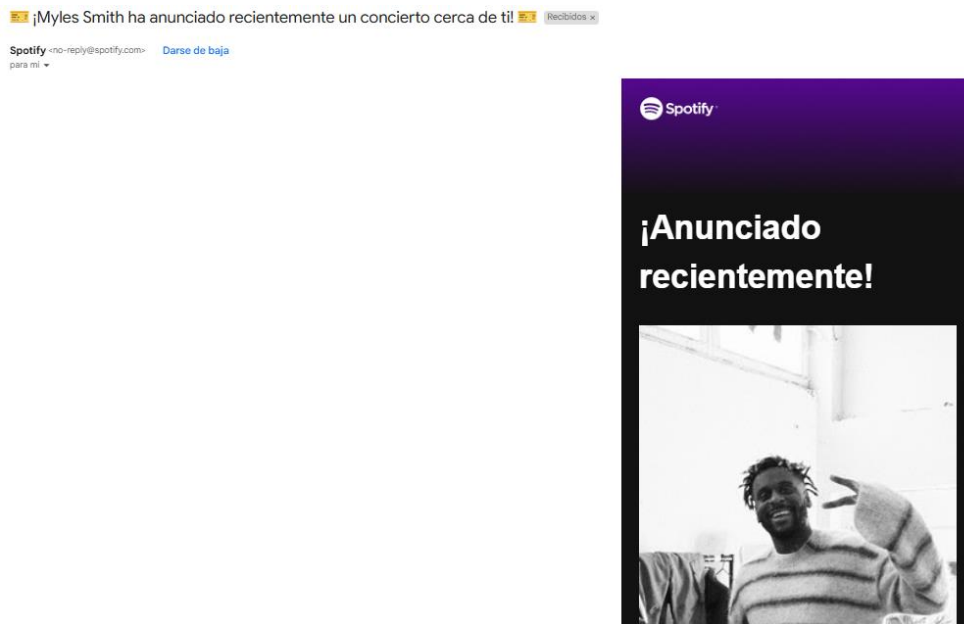 🎫 ¡Myles Smith ha anunciado recientemente un concierto cerca de ti! 🎫 Recibidos x
Spotify <no-reply@spotify.com> Darse de baja
para mí
Spotify
¡Anunciado
recientemente!